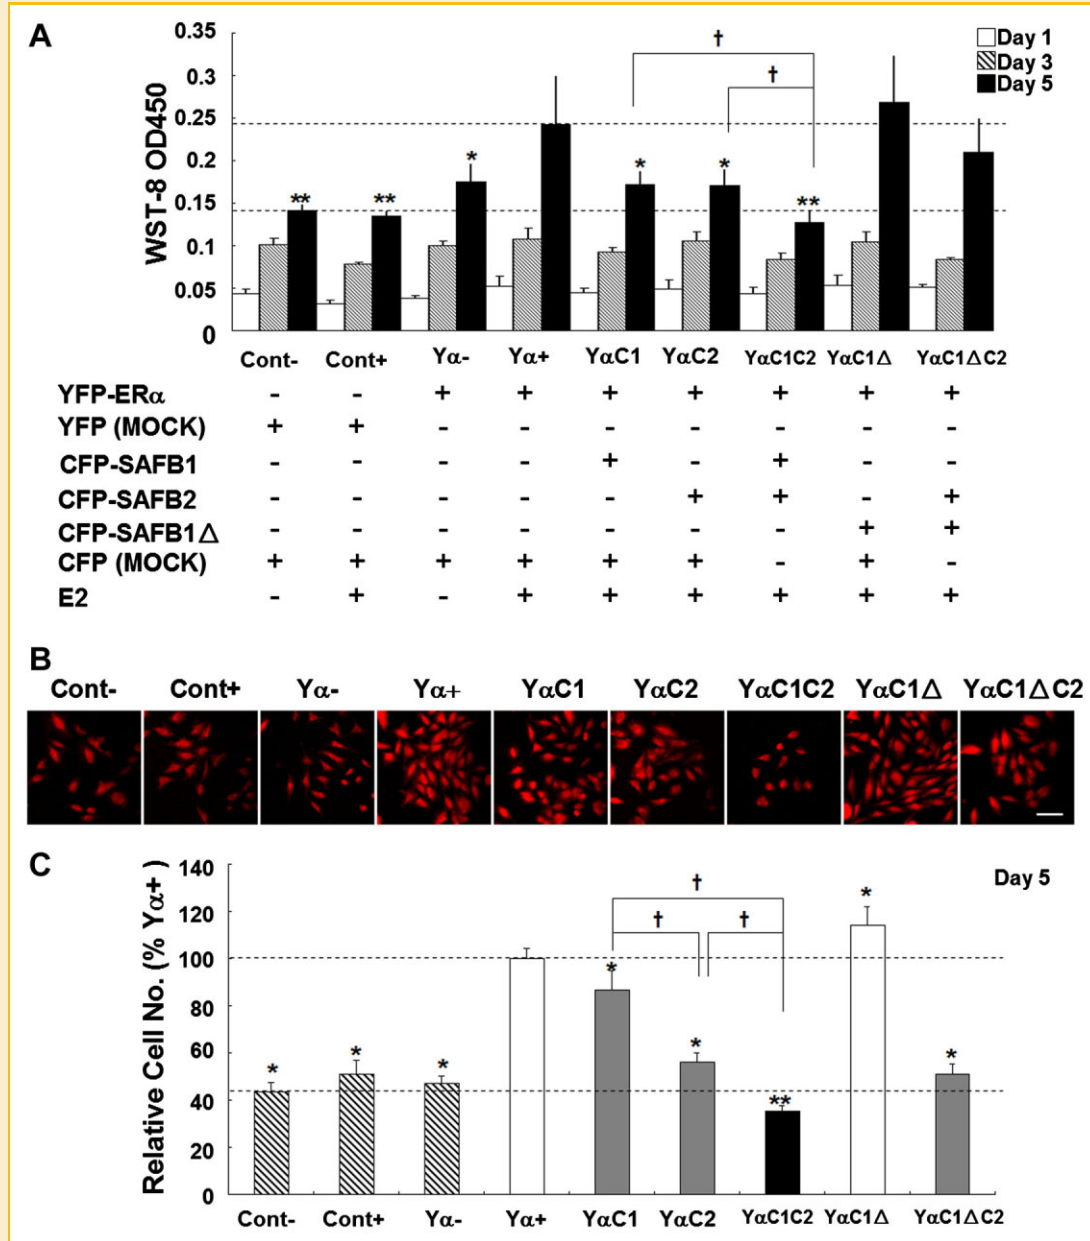 A
0.35
0.3
0.25
0.2
0.15
0.1
0.05
0
WST-8 OD450
Day 1
Day 3
Day 5
†
†
** ** * * * **
Cont- Cont+ Yα- Yα+ YαC1 YαC2 YαC1C2 YαC1Δ YαC1ΔC2
YFP-ERα - - + + + + + + +
YFP (MOCK) + + - - - - - - -
CFP-SAFB1 - - - - + - + - -
CFP-SAFB2 - - - - - + + - +
CFP-SAFB1Δ - - - - - - - + +
CFP (MOCK) + + + + + + - + -
E2 - + - + + + + + +
B
Cont- Cont+ Yα- Yα+ YαC1 YαC2 YαC1C2 YαC1Δ YαC1ΔC2
C
140
120
100
80
60
40
20
0
Relative Cell No. (% Yα+ )
Day 5
†
† †
* * * * * ** * *
Cont- Cont+ Yα- Yα+ YαC1 YαC2 YαC1C2 YαC1Δ YαC1ΔC2